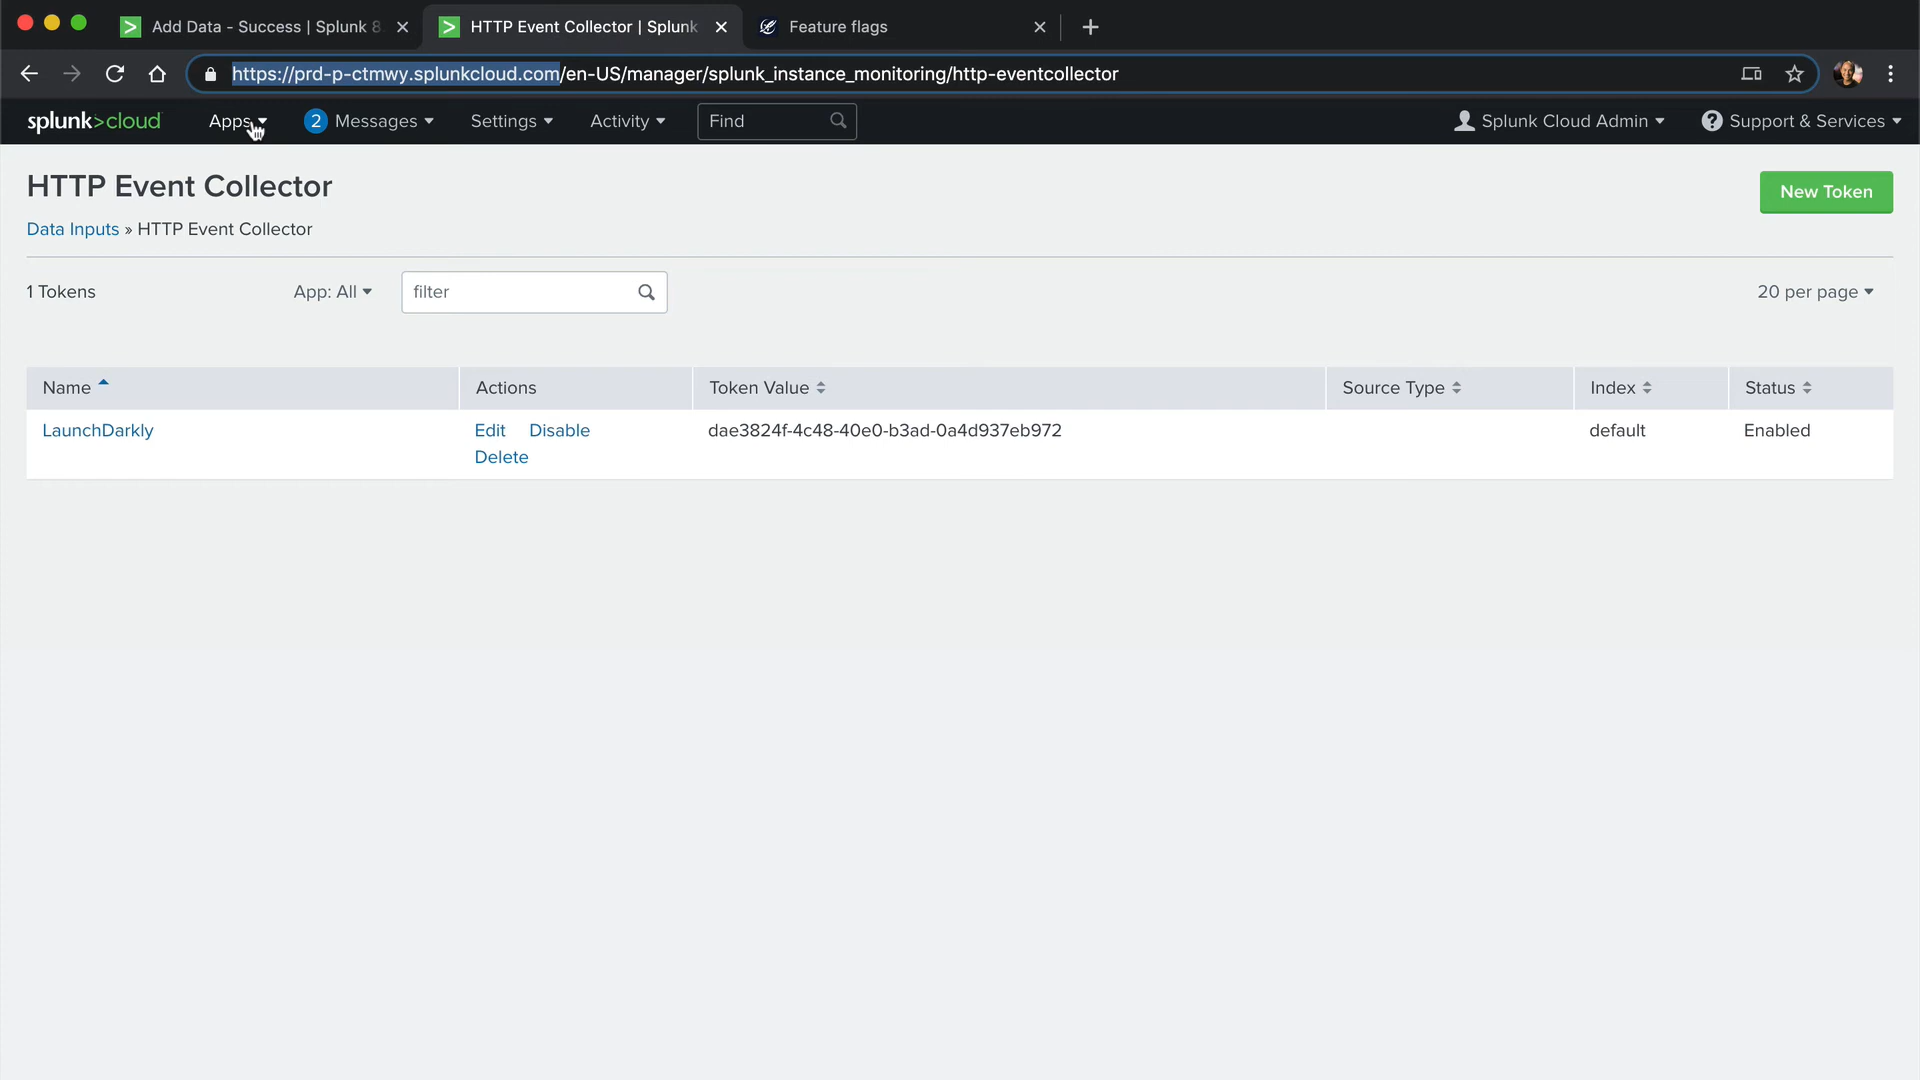 Add Data - Success | Splunk 8.
HTTP Event Collector | Splunk
Feature flags
https://prd-p-ctmwy.splunkcloud.com/en-US/manager/splunk_instance_monitoring/http-eventcollector
splunk>cloud
Apps
2 Messages
Settings
Activity
Find
Splunk Cloud Admin
? Support & Services
HTTP Event Collector
New Token
Data Inputs » HTTP Event Collector
1 Tokens
App: All
filter
20 per page
Name
Actions
Token Value
Source Type
Index
Status
LaunchDarkly
Edit Disable
dae3824f-4c48-40e0-b3ad-0a4d937eb972
default
Enabled
Delete